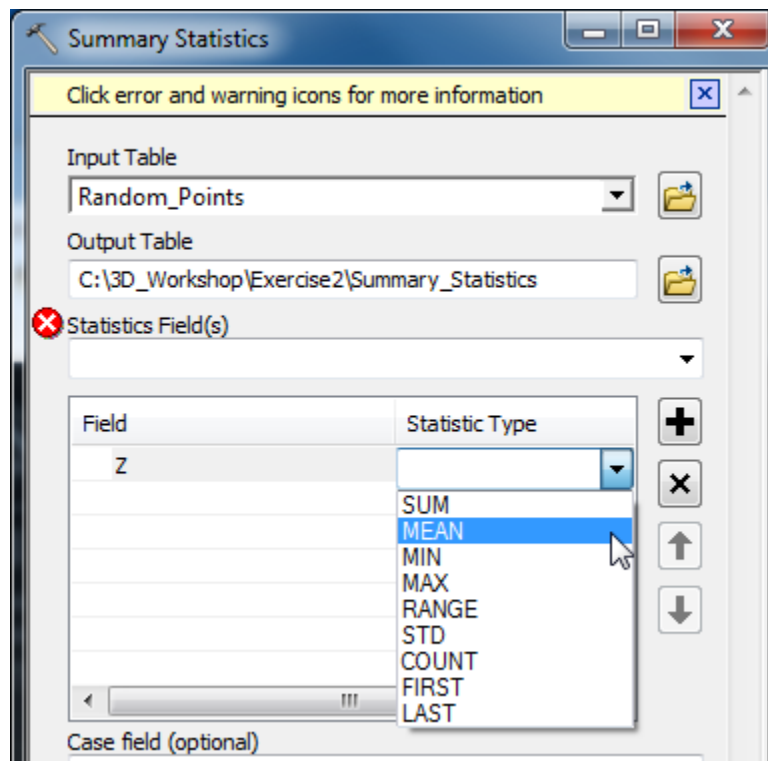 Summary Statistics
Click error and warning icons for more information
Input Table
Random_Points
Output Table
C:\3D_Workshop\Exercise2\Summary_Statistics
Statistics Field(s)
Field Statistic Type
Z
SUM
MEAN
MIN
MAX
RANGE
STD
COUNT
FIRST
LAST
Case field (optional)